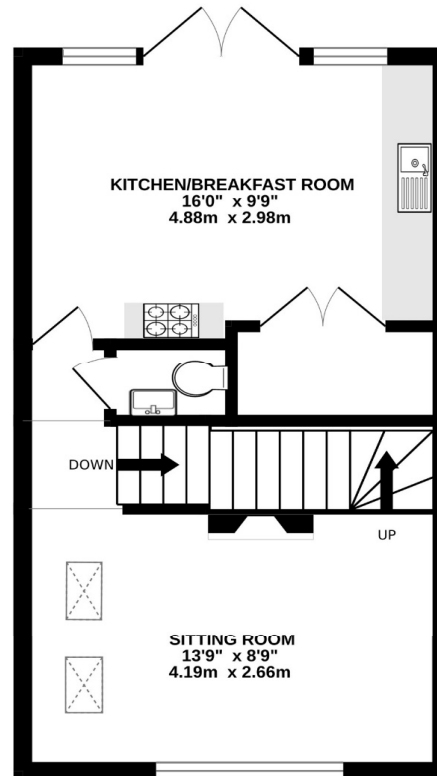 KITCHEN/BREAKFAST ROOM
16'0" x 9'9"
4.88m x 2.98m
DOWN
UP
SITTING ROOM
13'9" x 8'9"
4.19m x 2.66m